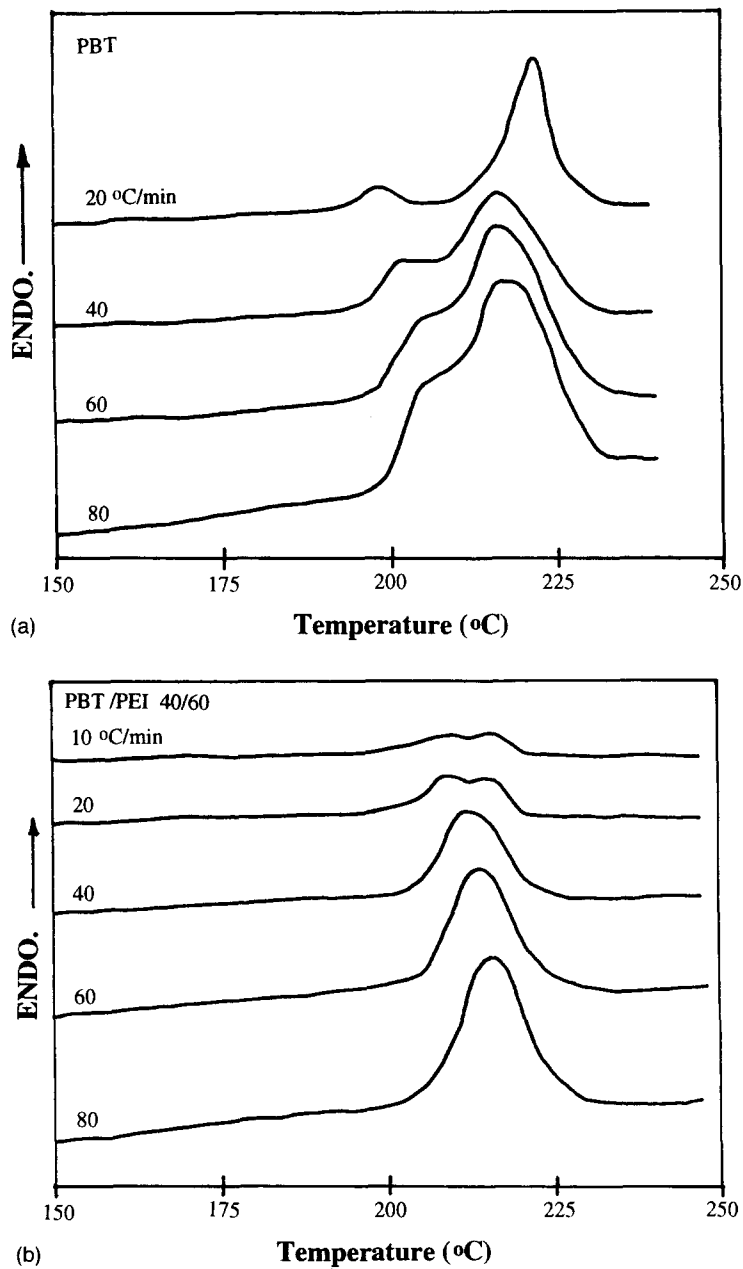 PBT
20 °C/min
40
60
80
ENDO.
150 175 200 225 250
Temperature (°C)
(a)
PBT /PEI 40/60
10 °C/min
20
40
60
80
ENDO.
150 175 200 225 250
Temperature (°C)
(b)